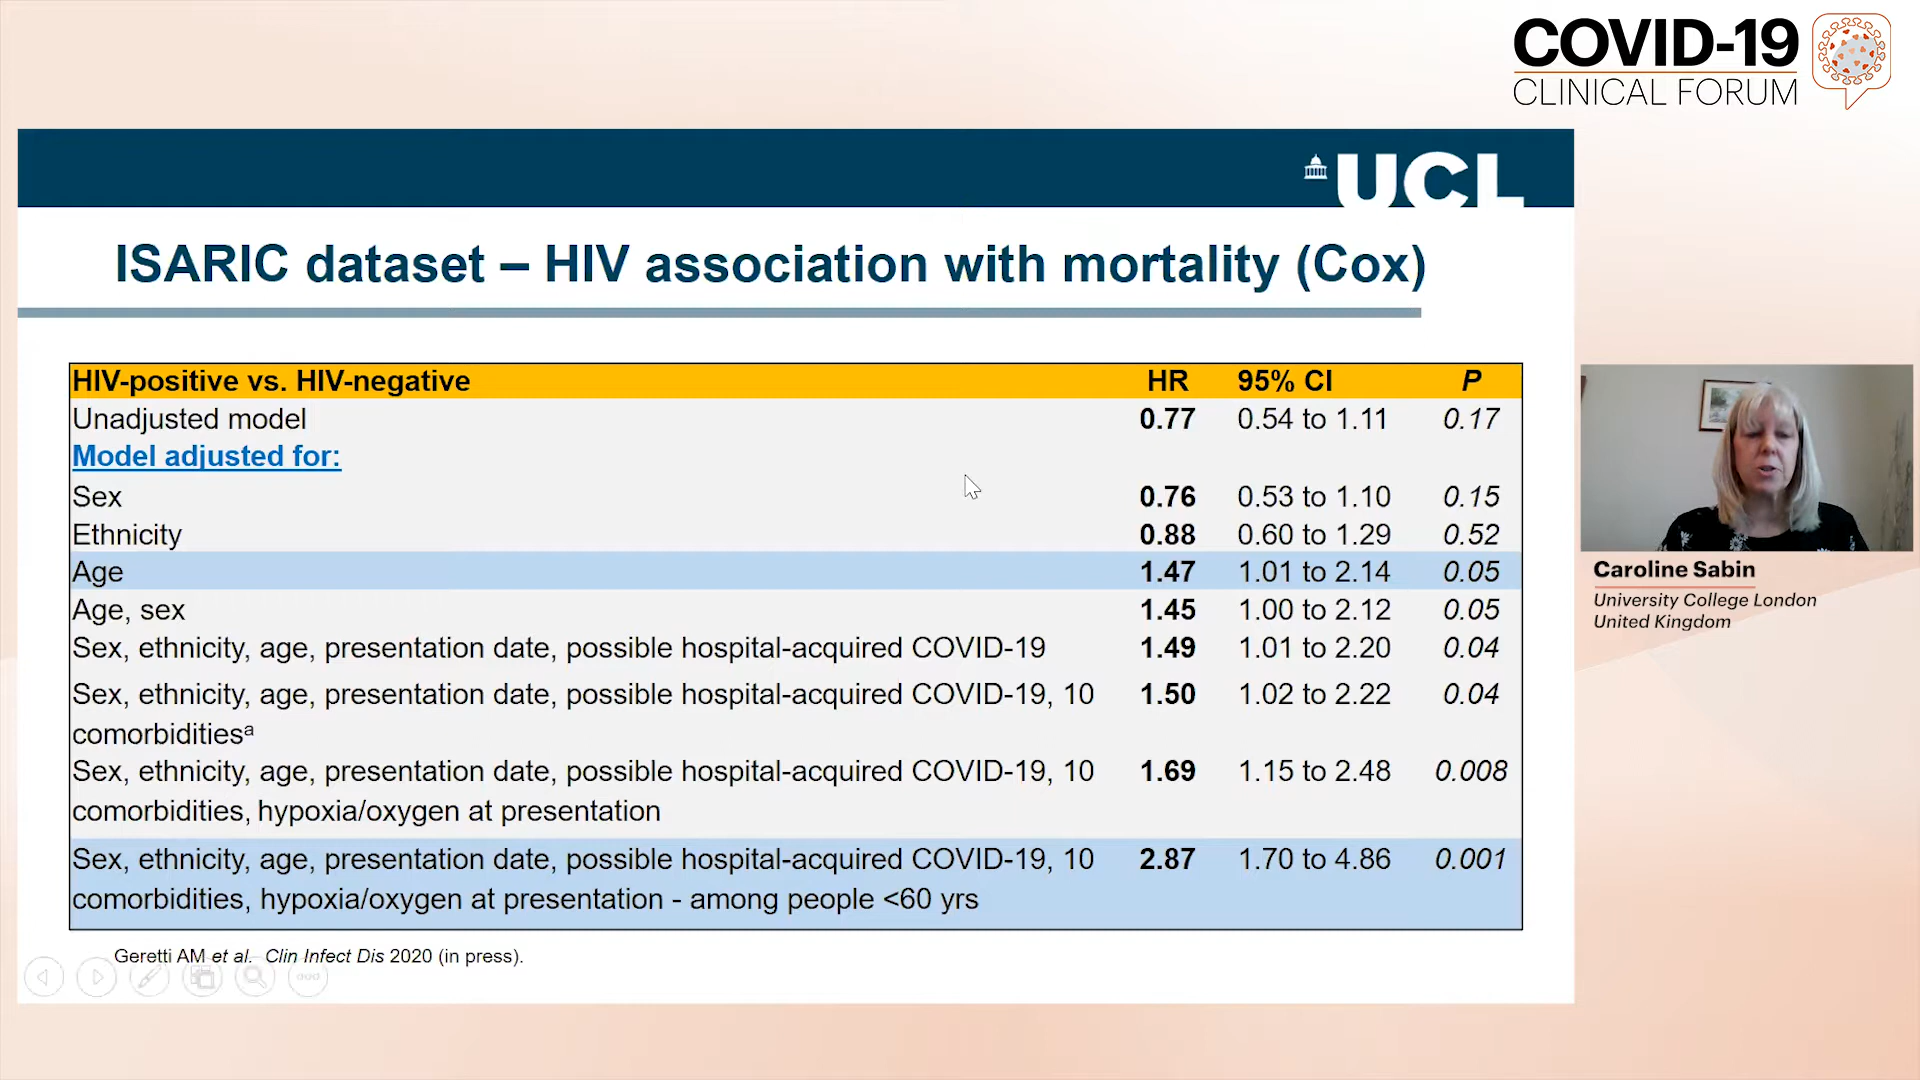 COVID-19
CLINICAL FORUM
UCL
ISARIC dataset – HIV association with mortality (Cox)
HIV-positive vs. HIV-negative HR 95% CI P
Unadjusted model 0.77 0.54 to 1.11 0.17
Model adjusted for:
Sex 0.76 0.53 to 1.10 0.15
Ethnicity 0.88 0.60 to 1.29 0.52
Age 1.47 1.01 to 2.14 0.05
Age, sex 1.45 1.00 to 2.12 0.05
Sex, ethnicity, age, presentation date, possible hospital-acquired COVID-19 1.49 1.01 to 2.20 0.04
Sex, ethnicity, age, presentation date, possible hospital-acquired COVID-19, 10 1.50 1.02 to 2.22 0.04
comorbiditiesª
Sex, ethnicity, age, presentation date, possible hospital-acquired COVID-19, 10 1.69 1.15 to 2.48 0.008
comorbidities, hypoxia/oxygen at presentation
Sex, ethnicity, age, presentation date, possible hospital-acquired COVID-19, 10 2.87 1.70 to 4.86 0.001
comorbidities, hypoxia/oxygen at presentation - among people <60 yrs
Geretti AM et al. Clin Infect Dis 2020 (in press).
Caroline Sabin
University College London
United Kingdom